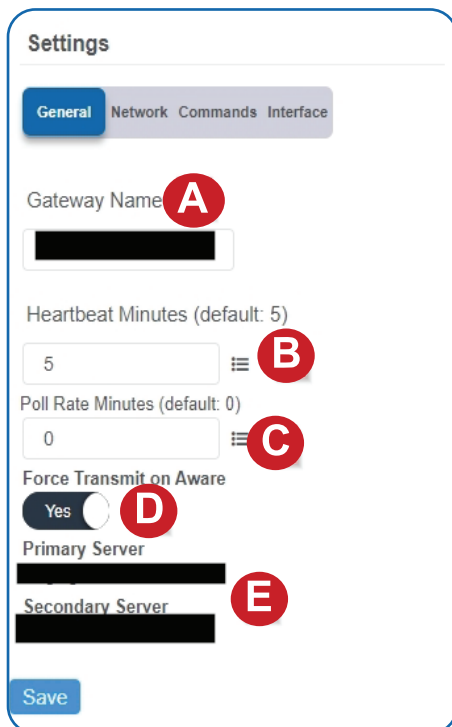 Settings
General Network Commands Interface
Gateway Name A
Heartbeat Minutes (default: 5)
5 B
Poll Rate Minutes (default: 0)
0 C
Force Transmit on Aware
Yes D
Primary Server
E
Secondary Server
Save